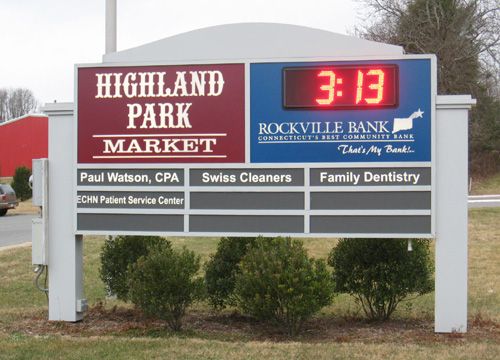 HIGHLAND
PARK
MARKET
3:13
ROCKVILLE BANK
CONNECTICUT'S BEST COMMUNITY BANK
That's My Bank!...
Paul Watson, CPA
Swiss Cleaners
Family Dentistry
ECHN Patient Service Center